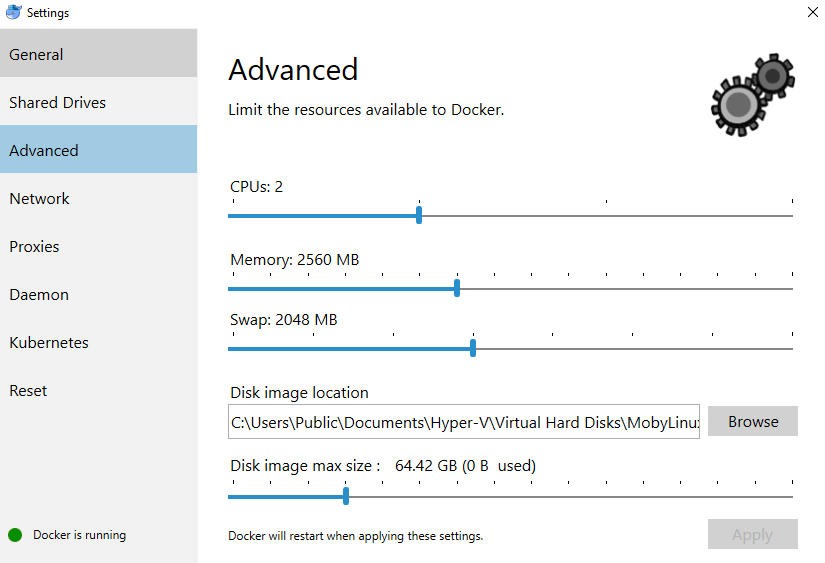 Settings
General
Shared Drives
Advanced
Network
Proxies
Daemon
Kubernetes
Reset
Docker is running
Advanced
Limit the resources available to Docker.
CPUs: 2
Memory: 2560 MB
Swap: 2048 MB
Disk image location
C:\Users\Public\Documents\Hyper-V\Virtual Hard Disks\MobyLinux
Browse
Disk image max size : 64.42 GB (0 B used)
Docker will restart when applying these settings.
Apply